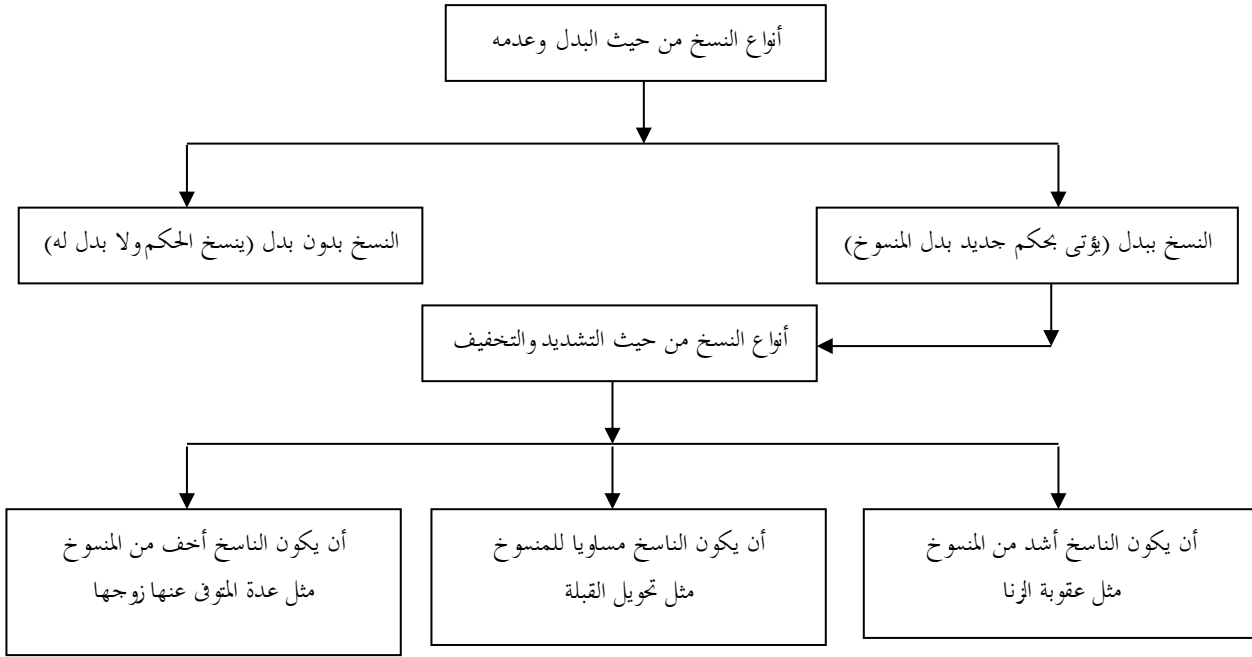 أنواع النسخ من حيث البدل وعدمه
النسخ ببدل (يؤتى بحكم جديد بدل المنسوخ)
النسخ بدون بدل (ينسخ الحكم ولا بدل له)
أنواع النسخ من حيث التشديد والتخفيف
أن يكون الناسخ أشد من المنسوخ
مثل عقوبة الزنا
أن يكون الناسخ مساويا للمنسوخ
مثل تحويل القبلة
أن يكون الناسخ أخف من المنسوخ
مثل عدة المتوفى عنها زوجها